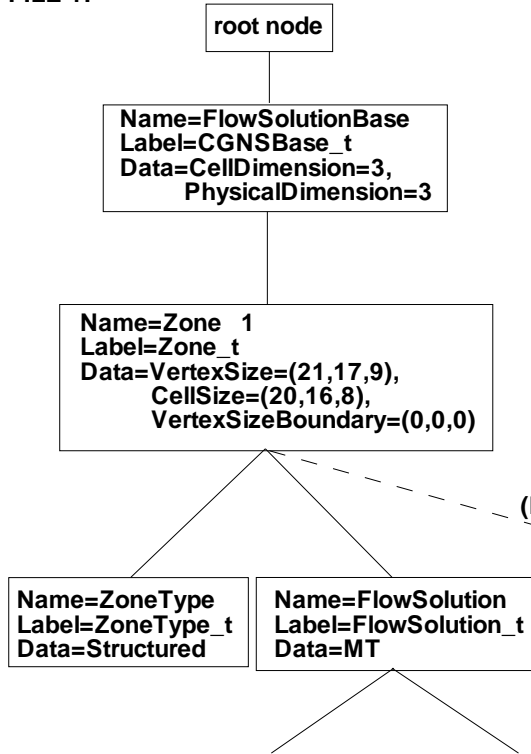 root node
Name=FlowSolutionBase
Label=CGNSBase_t
Data=CellDimension=3,
PhysicalDimension=3
Name=Zone 1
Label=Zone_t
Data=VertexSize=(21,17,9),
CellSize=(20,16,8),
VertexSizeBoundary=(0,0,0)
Name=ZoneType
Label=ZoneType_t
Data=Structured
Name=FlowSolution
Label=FlowSolution_t
Data=MT